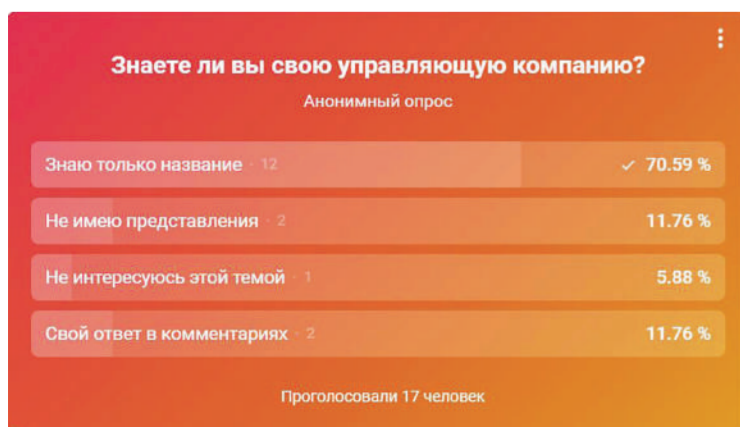 Знаете ли вы свою управляющую компанию?
Анонимный опрос
Знаю только название · 12 ✓ 70.59 %
Не имею представления · 2 11.76 %
Не интересуюсь этой темой · 1 5.88 %
Свой ответ в комментариях · 2 11.76 %
Проголосовали 17 человек